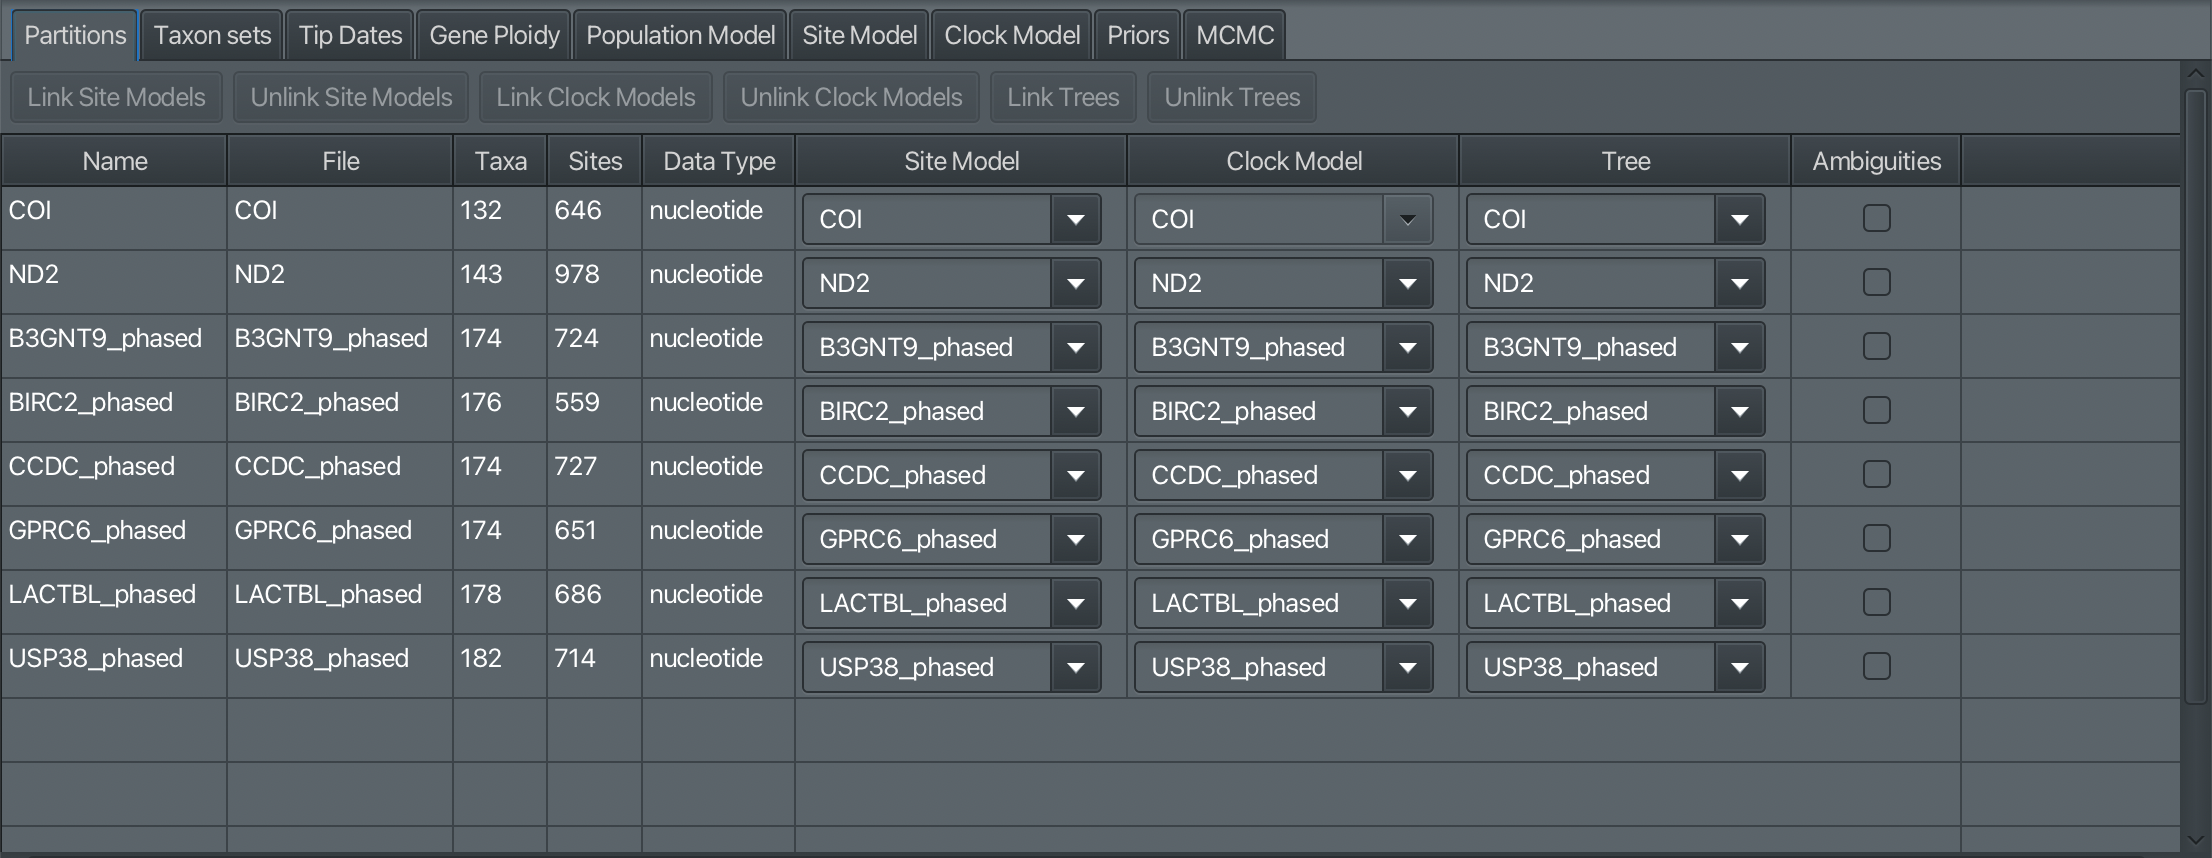 Partitions Taxon sets Tip Dates Gene Ploidy Population Model Site Model Clock Model Priors MCMC
Link Site Models Unlink Site Models Link Clock Models Unlink Clock Models Link Trees Unlink Trees
Name File Taxa Sites Data Type Site Model Clock Model Tree Ambiguities
COI COI 132 646 nucleotide COI COI COI
ND2 ND2 143 978 nucleotide ND2 ND2 ND2
B3GNT9_phased B3GNT9_phased 174 724 nucleotide B3GNT9_phased B3GNT9_phased B3GNT9_phased
BIRC2_phased BIRC2_phased 176 559 nucleotide BIRC2_phased BIRC2_phased BIRC2_phased
CCDC_phased CCDC_phased 174 727 nucleotide CCDC_phased CCDC_phased CCDC_phased
GPRC6_phased GPRC6_phased 174 651 nucleotide GPRC6_phased GPRC6_phased GPRC6_phased
LACTBL_phased LACTBL_phased 178 686 nucleotide LACTBL_phased LACTBL_phased LACTBL_phased
USP38_phased USP38_phased 182 714 nucleotide USP38_phased USP38_phased USP38_phased